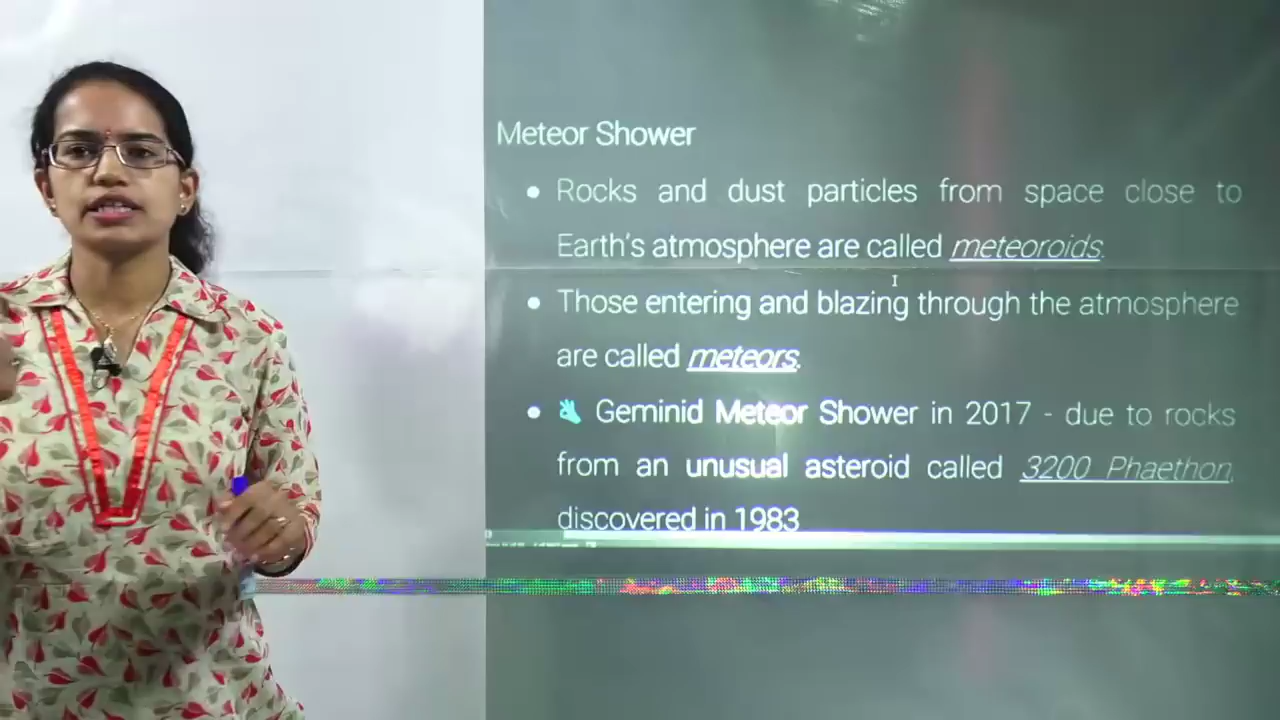 Meteor Shower
• Rocks and dust particles from space close to
Earth's atmosphere are called meteoroids.
• Those entering and blazing through the atmosphere
are called meteors.
• Geminid Meteor Shower in 2017 - due to rocks
from an unusual asteroid called 3200 Phaethon,
discovered in 1983